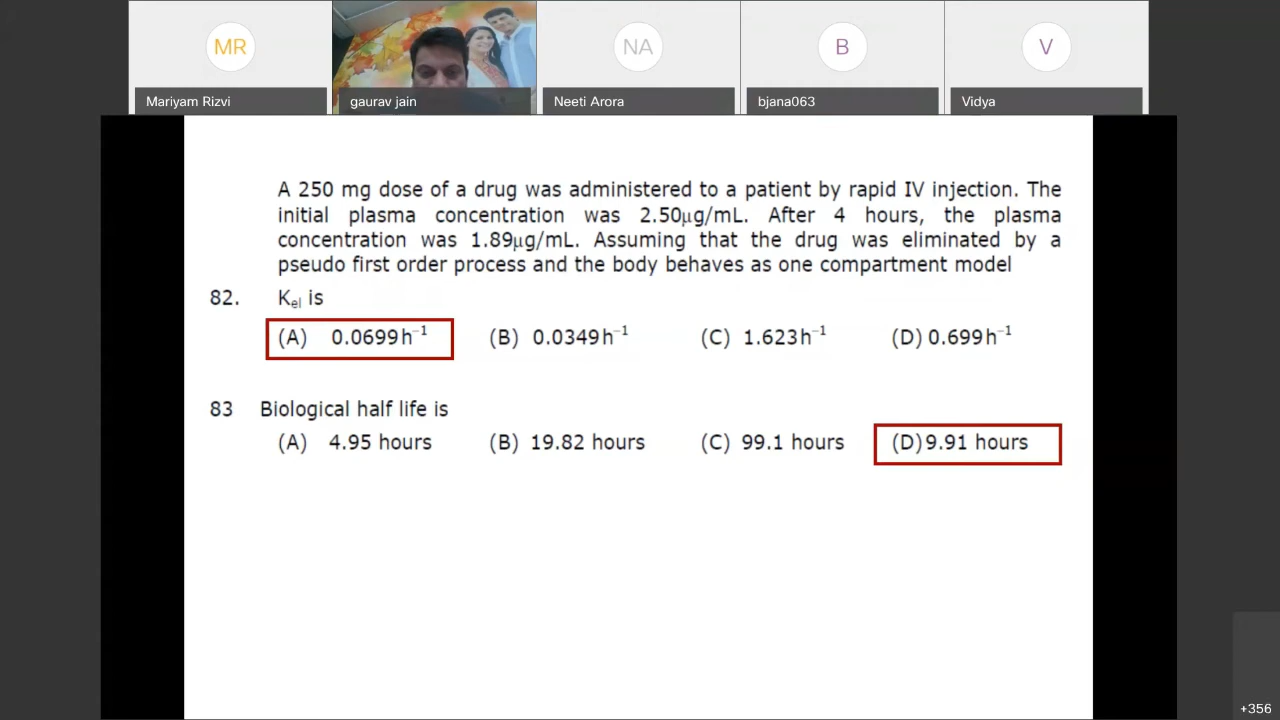 MR
NA
B
V
Mariyam Rizvi
gaurav jain
Neeti Arora
bjana063
Vidya
A 250 mg dose of a drug was administered to a patient by rapid IV injection. The
initial plasma concentration was 2.50μg/mL. After 4 hours, the plasma
concentration was 1.89μg/mL. Assuming that the drug was eliminated by a
pseudo first order process and the body behaves as one compartment model
82. Kel is
(A) 0.0699h⁻¹ (B) 0.0349h⁻¹ (C) 1.623h⁻¹ (D) 0.699h⁻¹
83 Biological half life is
(A) 4.95 hours (B) 19.82 hours (C) 99.1 hours (D) 9.91 hours
+356